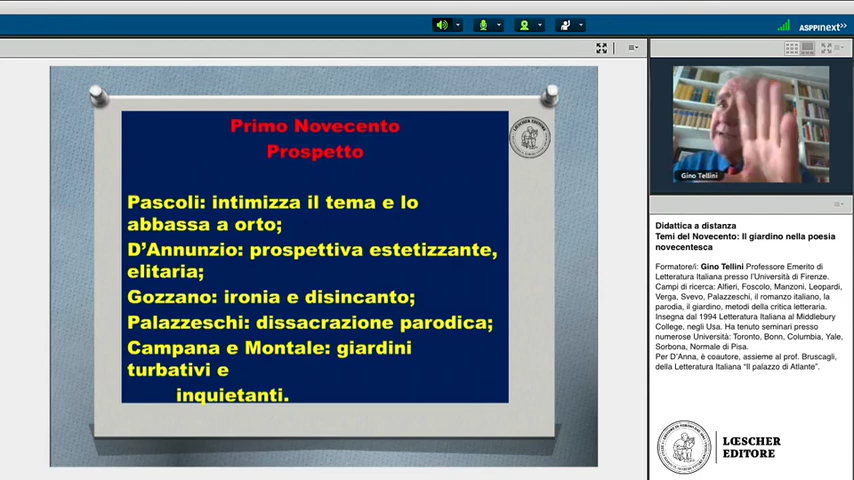 ASPPInext>>
Primo Novecento
Prospetto
Pascoli: intimizza il tema e lo
abbassa a orto;
D'Annunzio: prospettiva estetizzante,
elitaria;
Gozzano: ironia e disincanto;
Palazzeschi: dissacrazione parodica;
Campana e Montale: giardini
turbativi e
inquietanti.
LŒSCHER EDITORE
Gino Tellini
Didattica a distanza
Temi del Novecento: Il giardino nella poesia
novecentesca
Formatore/i: Gino Tellini Professore Emerito di
Letteratura Italiana presso l'Università di Firenze.
Campi di ricerca: Alfieri, Foscolo, Manzoni, Leopardi,
Verga, Svevo, Palazzeschi, il romanzo italiano, la
parodia, il giardino, metodi della critica letteraria.
Insegna dal 1994 Letteratura Italiana al Middlebury
College, negli Usa. Ha tenuto seminari presso
numerose Università: Toronto, Bonn, Columbia, Yale,
Sorbona, Normale di Pisa.
Per D'Anna, è coautore, assieme al prof. Bruscagli,
della Letteratura Italiana "Il palazzo di Atlante".
LŒSCHER
EDITORE